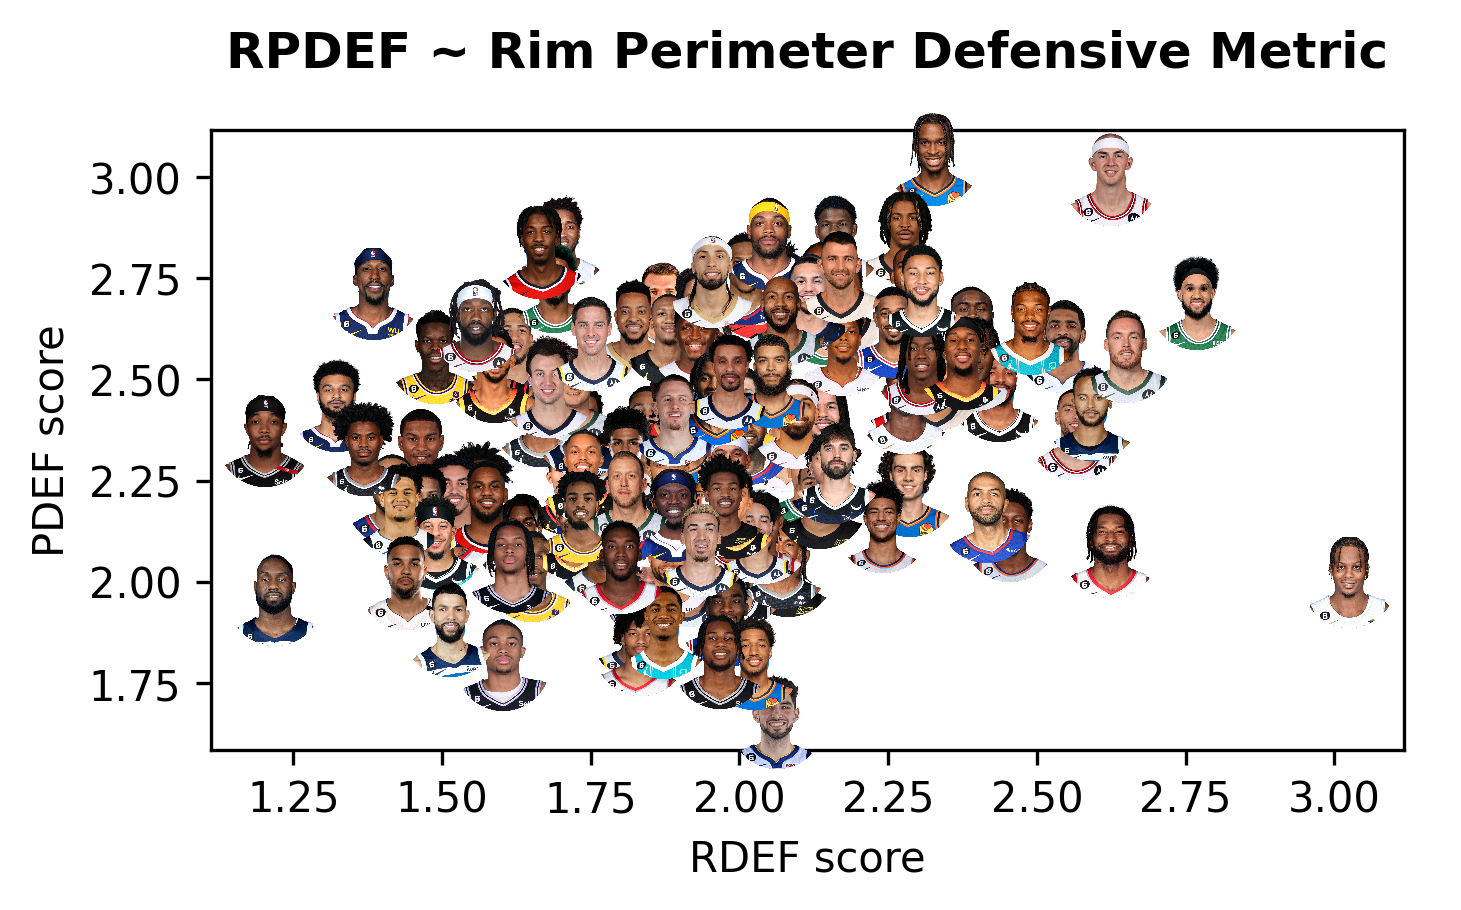 RPDEF ~ Rim Perimeter Defensive Metric
3.00
2.75
2.50
2.25
2.00
1.75
PDEF score
1.25 1.50 1.75 2.00 2.25 2.50 2.75 3.00
RDEF score